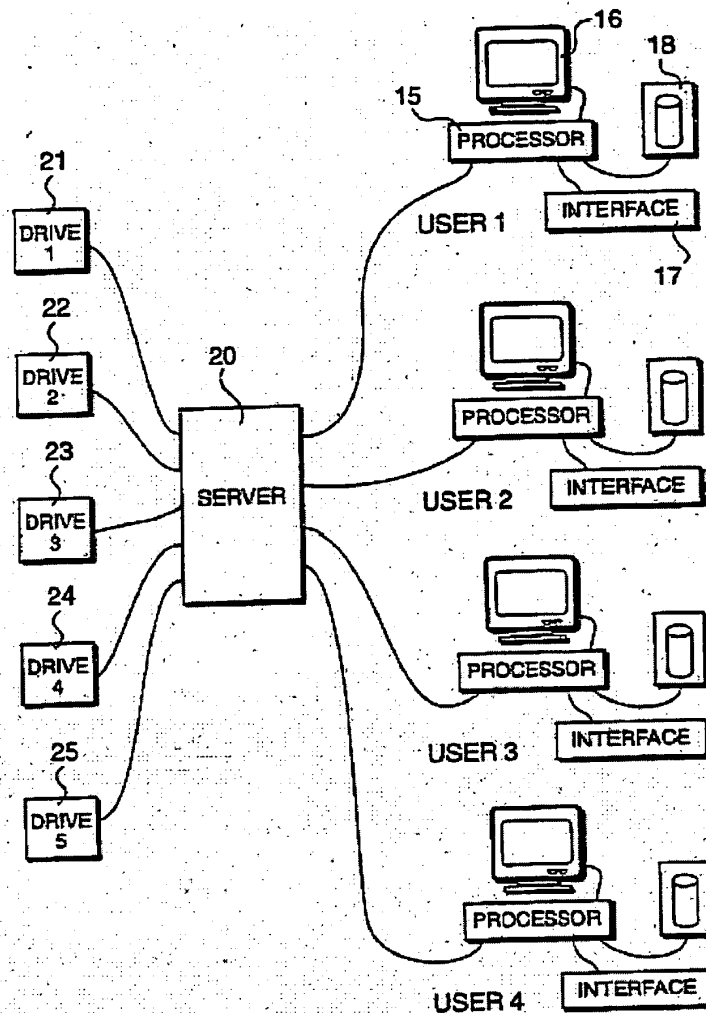 16
18
15
PROCESSOR
21
DRIVE
1
USER 1
INTERFACE
17
22
DRIVE
2
20
PROCESSOR
23
SERVER
INTERFACE
USER 2
DRIVE
3
24
DRIVE
4
PROCESSOR
INTERFACE
USER 3
25
DRIVE
5
PROCESSOR
INTERFACE
USER 4